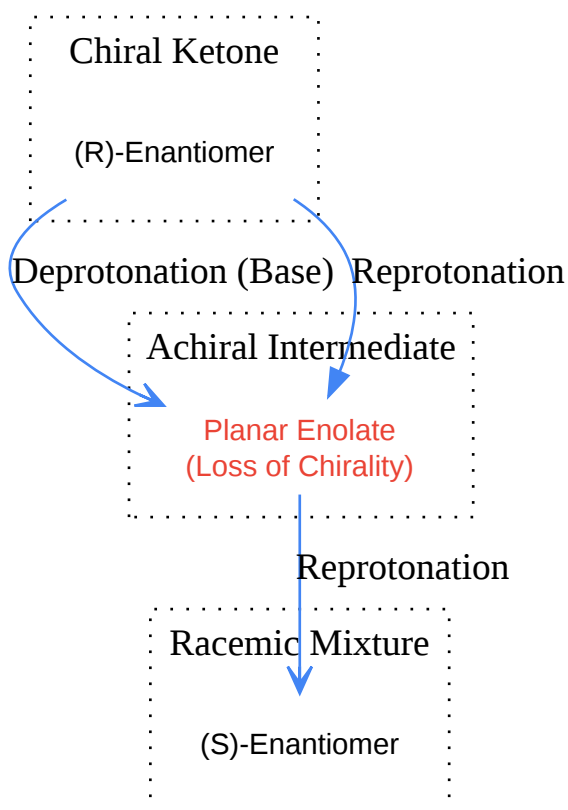 Chiral Ketone
(R)-Enantiomer
Deprotonation (Base)
Reprotonation
Achiral Intermediate
Planar Enolate
(Loss of Chirality)
Reprotonation
Racemic Mixture
(S)-Enantiomer